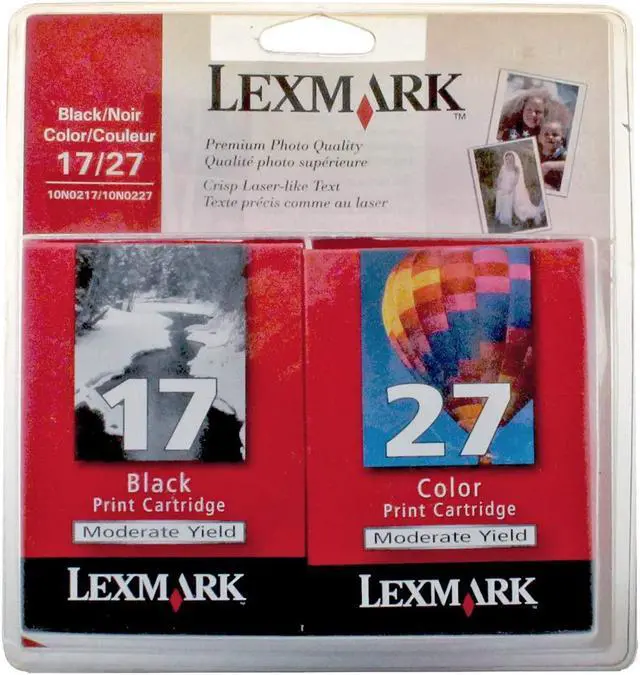 Black/Noir
Color/Couleur
17/27
10N0217/10N0227
LEXMARK™
Premium Photo Quality
Qualité photo supérieure
Crisp Laser-like Text
Texte précis comme au laser
17
Black
Print Cartridge
Moderate Yield
LEXMARK
27
Color
Print Cartridge
Moderate Yield
LEXMARK